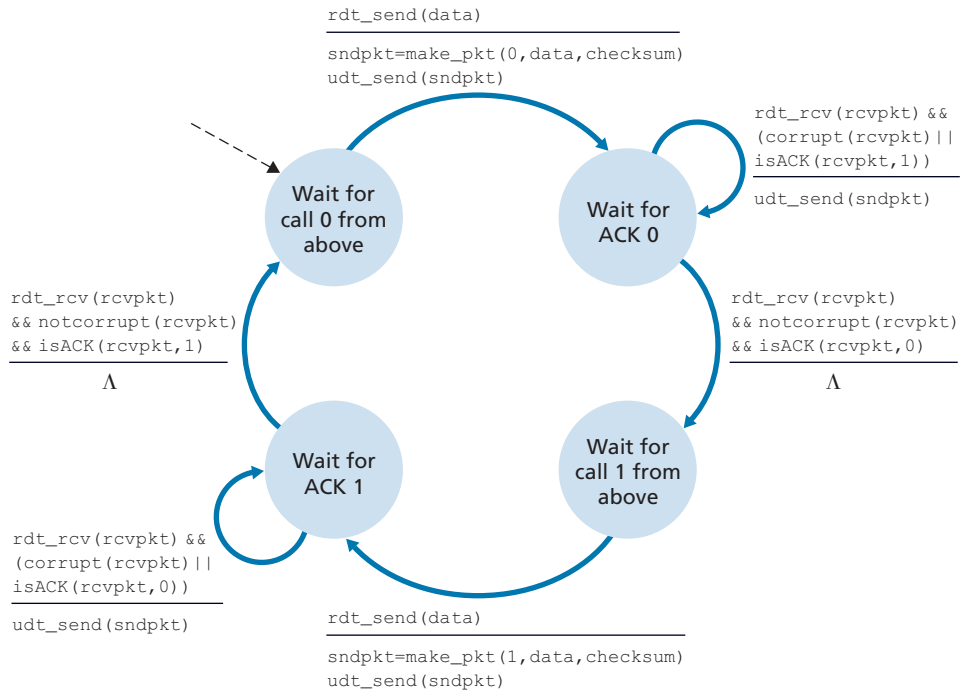 rdt_send(data)
sndpkt=make_pkt(0,data,checksum)
udt_send(sndpkt)
rdt_rcv(rcvpkt) &&
(corrupt(rcvpkt)||
isACK(rcvpkt,1))
udt_send(sndpkt)
Wait for
call 0 from
above
Wait for
ACK 0
rdt_rcv(rcvpkt)
&& notcorrupt(rcvpkt)
&& isACK(rcvpkt,1)
Λ
rdt_rcv(rcvpkt)
&& notcorrupt(rcvpkt)
&& isACK(rcvpkt,0)
Λ
Wait for
ACK 1
Wait for
call 1 from
above
rdt_rcv(rcvpkt) &&
(corrupt(rcvpkt)||
isACK(rcvpkt,0))
udt_send(sndpkt)
rdt_send(data)
sndpkt=make_pkt(1,data,checksum)
udt_send(sndpkt)